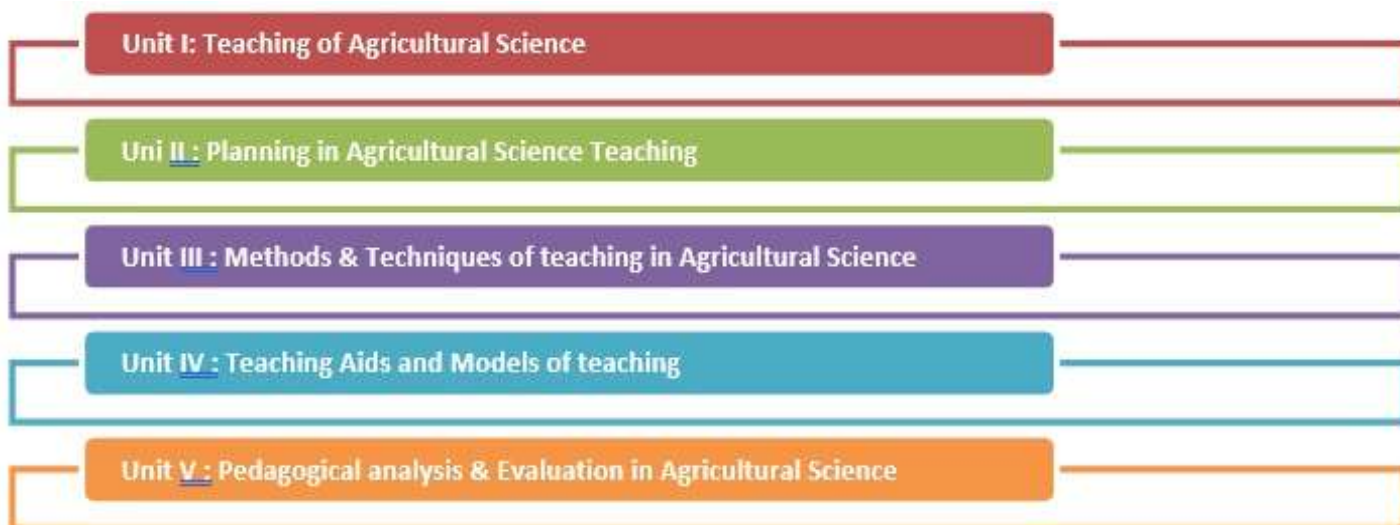 Unit I: Teaching of Agricultural Science
Uni II : Planning in Agricultural Science Teaching
Unit III : Methods & Techniques of teaching in Agricultural Science
Unit IV : Teaching Aids and Models of teaching
Unit V : Pedagogical analysis & Evaluation in Agricultural Science